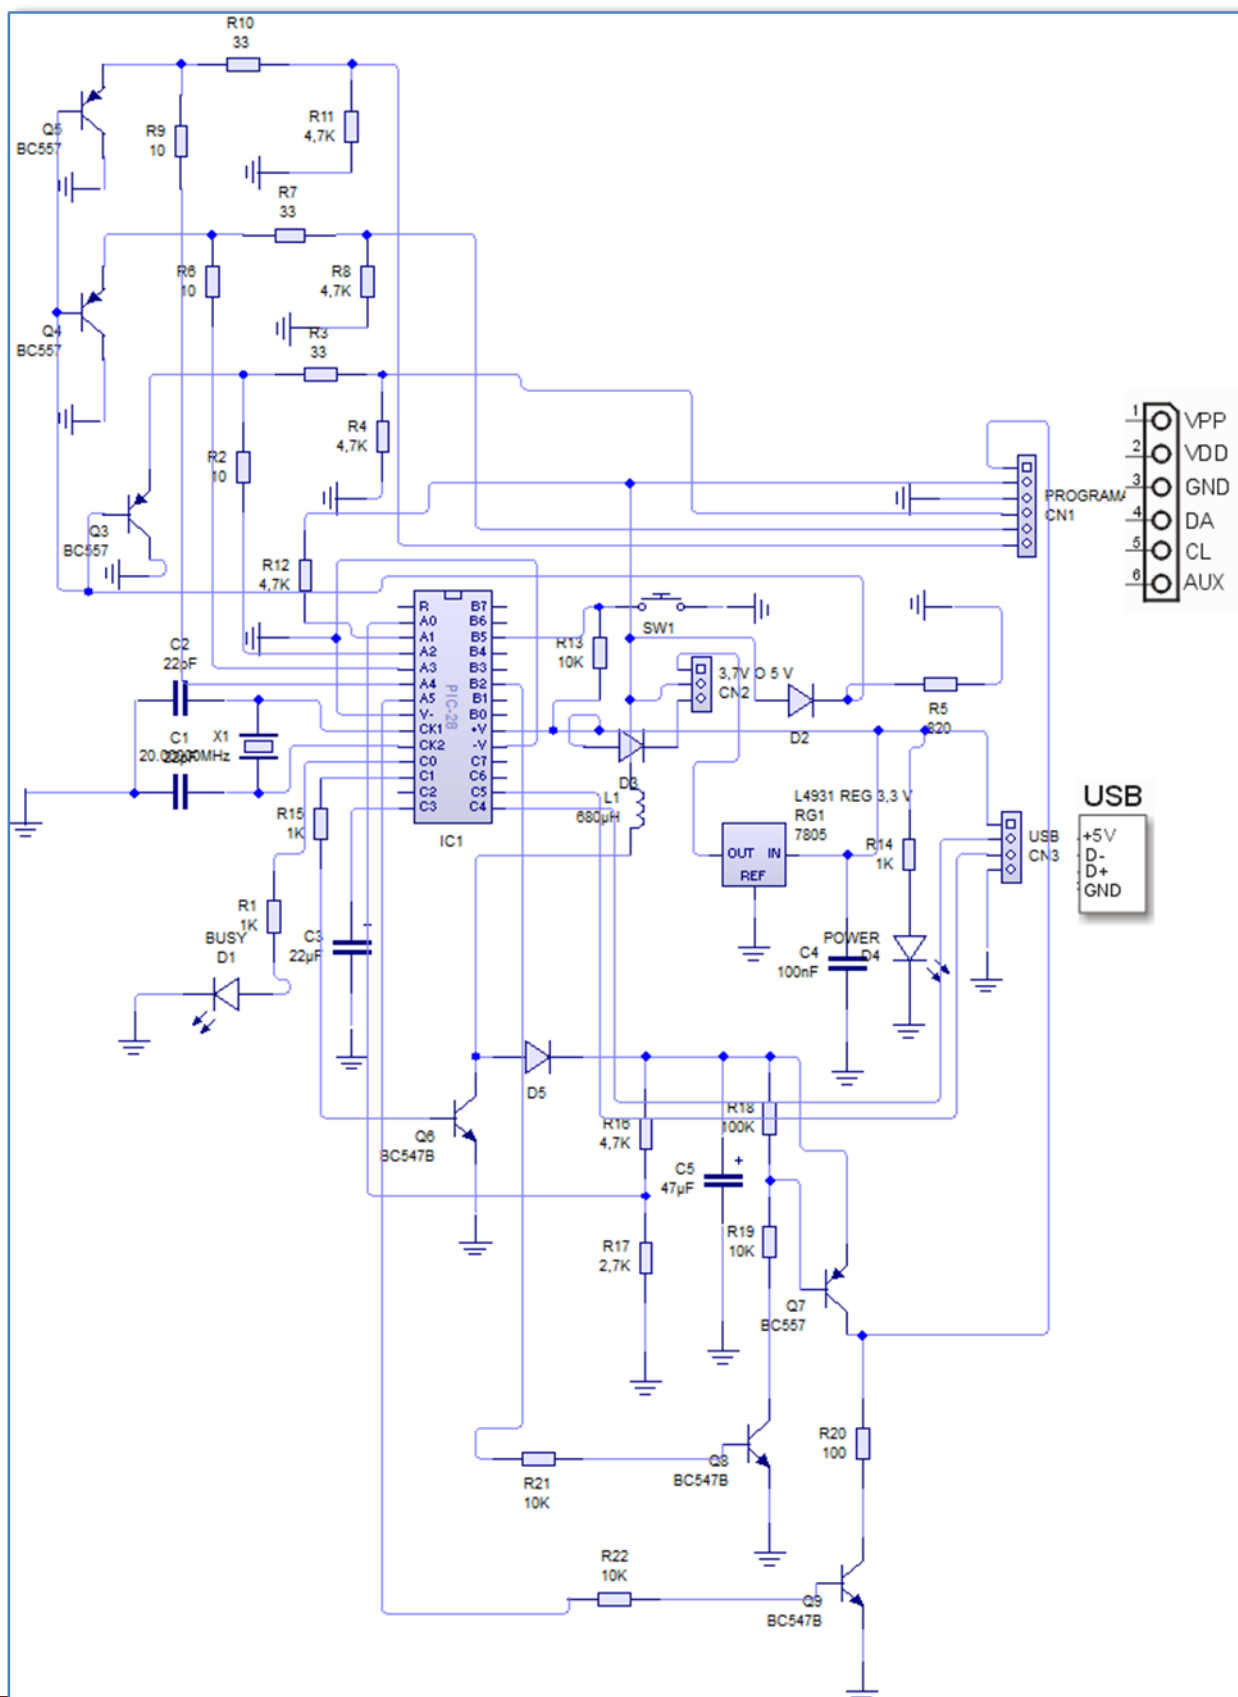 R10
33
Q5
BC557
R9
10
R11
4,7K
R7
33
R6
10
R8
4,7K
Q4
BC557
R3
33
R4
4,7K
R2
10
Q3
BC557
R12
4,7K
1 VPP
2 VDD
3 GND
4 DA
5 CL
6 AUX
PROGRAMA
CN1
R B7
A0 B6
A1 B5
A2 B4
A3 B3
A4 B2
A5 B1
V- B0
CK1 +V
CK2 -V
C0 C7
C1 C6
C2 C5
C3 C4
PIC-28
IC1
SW1
R13
10K
3,7V O 5 V
CN2
D2
R5
820
D3
L1
680µH
C2
22pF
C1
22pF
X1
20.00000MHz
R15
1K
L4931 REG 3,3 V
RG1
7805
OUT IN
REF
R14
1K
USB
CN3
USB
+5V
D-
D+
GND
R1
1K
BUSY
D1
C3
22µF
+
POWER
D4
C4
100nF
D5
Q6
BC547B
R16
4,7K
R18
100K
C5
47µF
+
R17
2,7K
R19
10K
Q7
BC557
R20
100
Q8
BC547B
R21
10K
R22
10K
Q9
BC547B